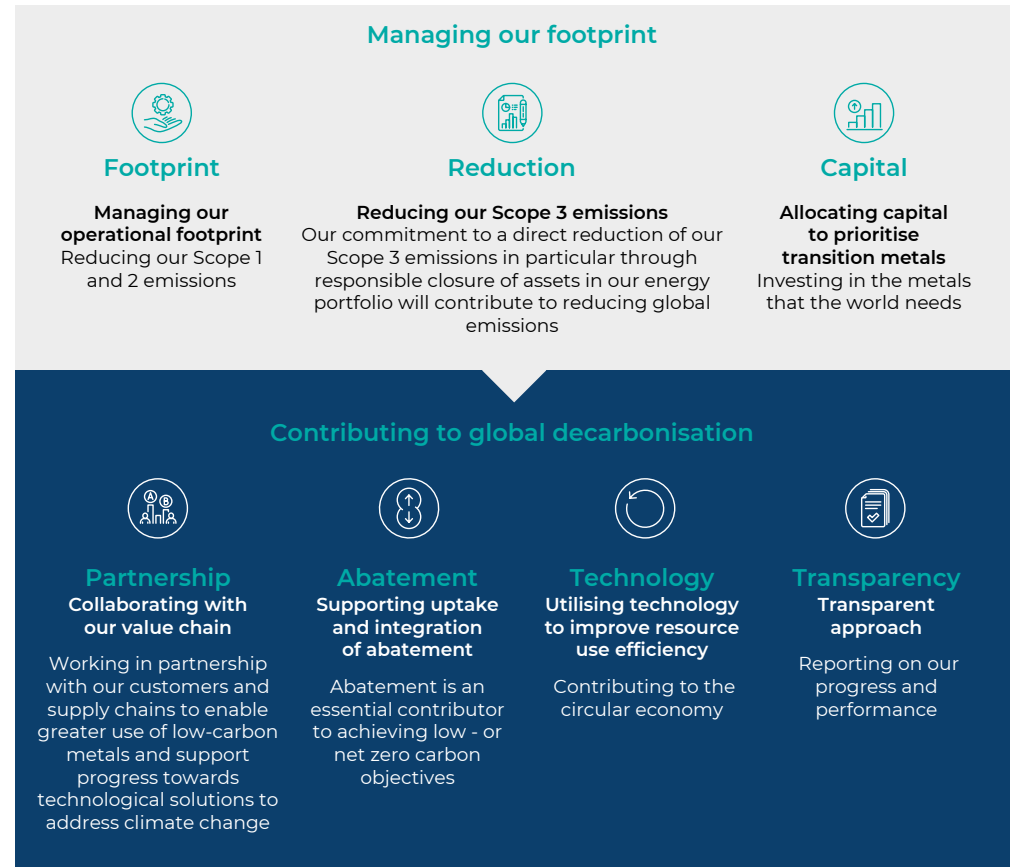 Managing our footprint
Footprint
Managing our
operational footprint
Reducing our Scope 1
and 2 emissions
Reduction
Reducing our Scope 3 emissions
Our commitment to a direct reduction of our
Scope 3 emissions in particular through
responsible closure of assets in our energy
portfolio will contribute to reducing global
emissions
Capital
Allocating capital
to prioritise
transition metals
Investing in the metals
that the world needs
Contributing to global decarbonisation
A B
Partnership
Collaborating with
our value chain
Working in partnership
with our customers and
supply chains to enable
greater use of low-carbon
metals and support
progress towards
technological solutions to
address climate change
Abatement
Supporting uptake
and integration
of abatement
Abatement is an
essential contributor
to achieving low - or
net zero carbon
objectives
Technology
Utilising technology
to improve resource
use efficiency
Contributing to the
circular economy
Transparency
Transparent
approach
Reporting on our
progress and
performance